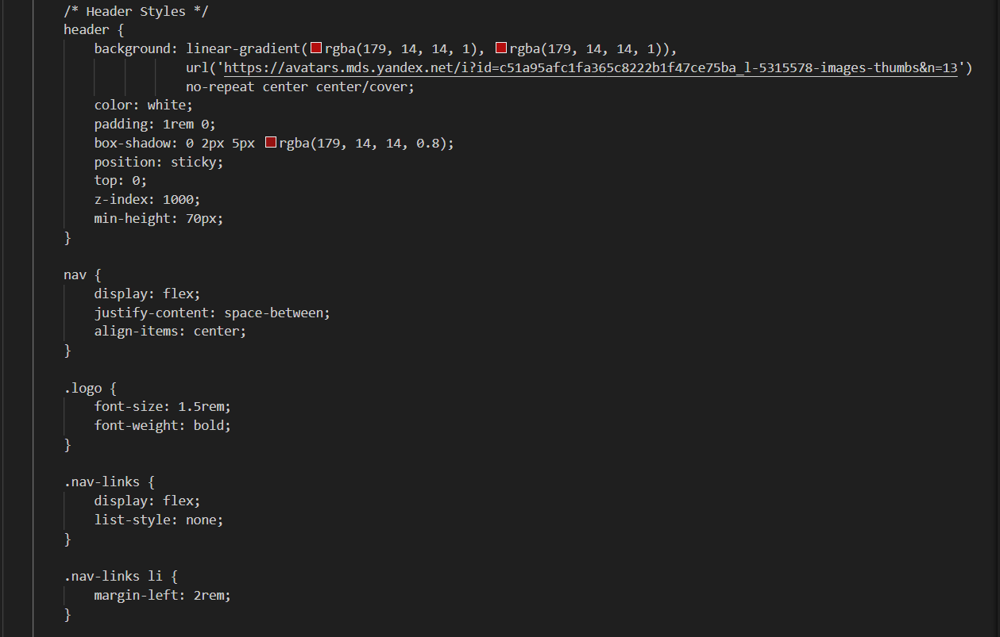 /* Header Styles */
header {
background: linear-gradient(rgba(179, 14, 14, 1), rgba(179, 14, 14, 1)),
url('https://avatars.mds.yandex.net/i?id=c51a95afc1fa365c8222b1f47ce75ba_l-5315578-images-thumbs&n=13')
no-repeat center center/cover;
color: white;
padding: 1rem 0;
box-shadow: 0 2px 5px rgba(179, 14, 14, 0.8);
position: sticky;
top: 0;
z-index: 1000;
min-height: 70px;
}
nav {
display: flex;
justify-content: space-between;
align-items: center;
}
.logo {
font-size: 1.5rem;
font-weight: bold;
}
.nav-links {
display: flex;
list-style: none;
}
.nav-links li {
margin-left: 2rem;
}